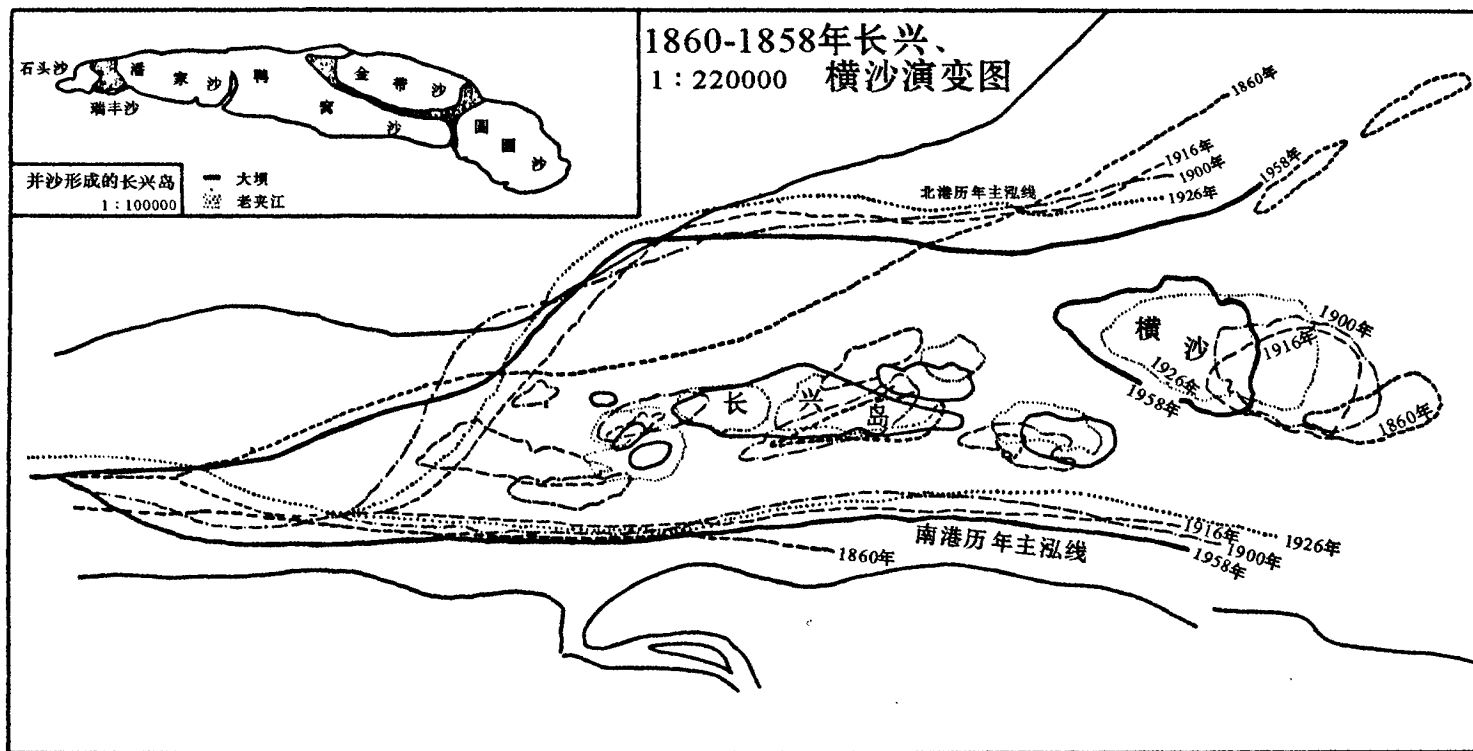 1860-1858年长兴、
1：220000 横沙演变图
石头沙
瑞丰沙
潘家沙
鸭窝沙
金带沙
圆圆沙
并沙形成的长兴岛
1：100000
大坝
老夹江
1860年
1916年
1900年
1926年
1958年
北港历年主泓线
横沙
1900年
1916年
1926年
1958年
1860年
长兴岛
南港历年主泓线
1860年
1916年
1900年
1958年
1926年